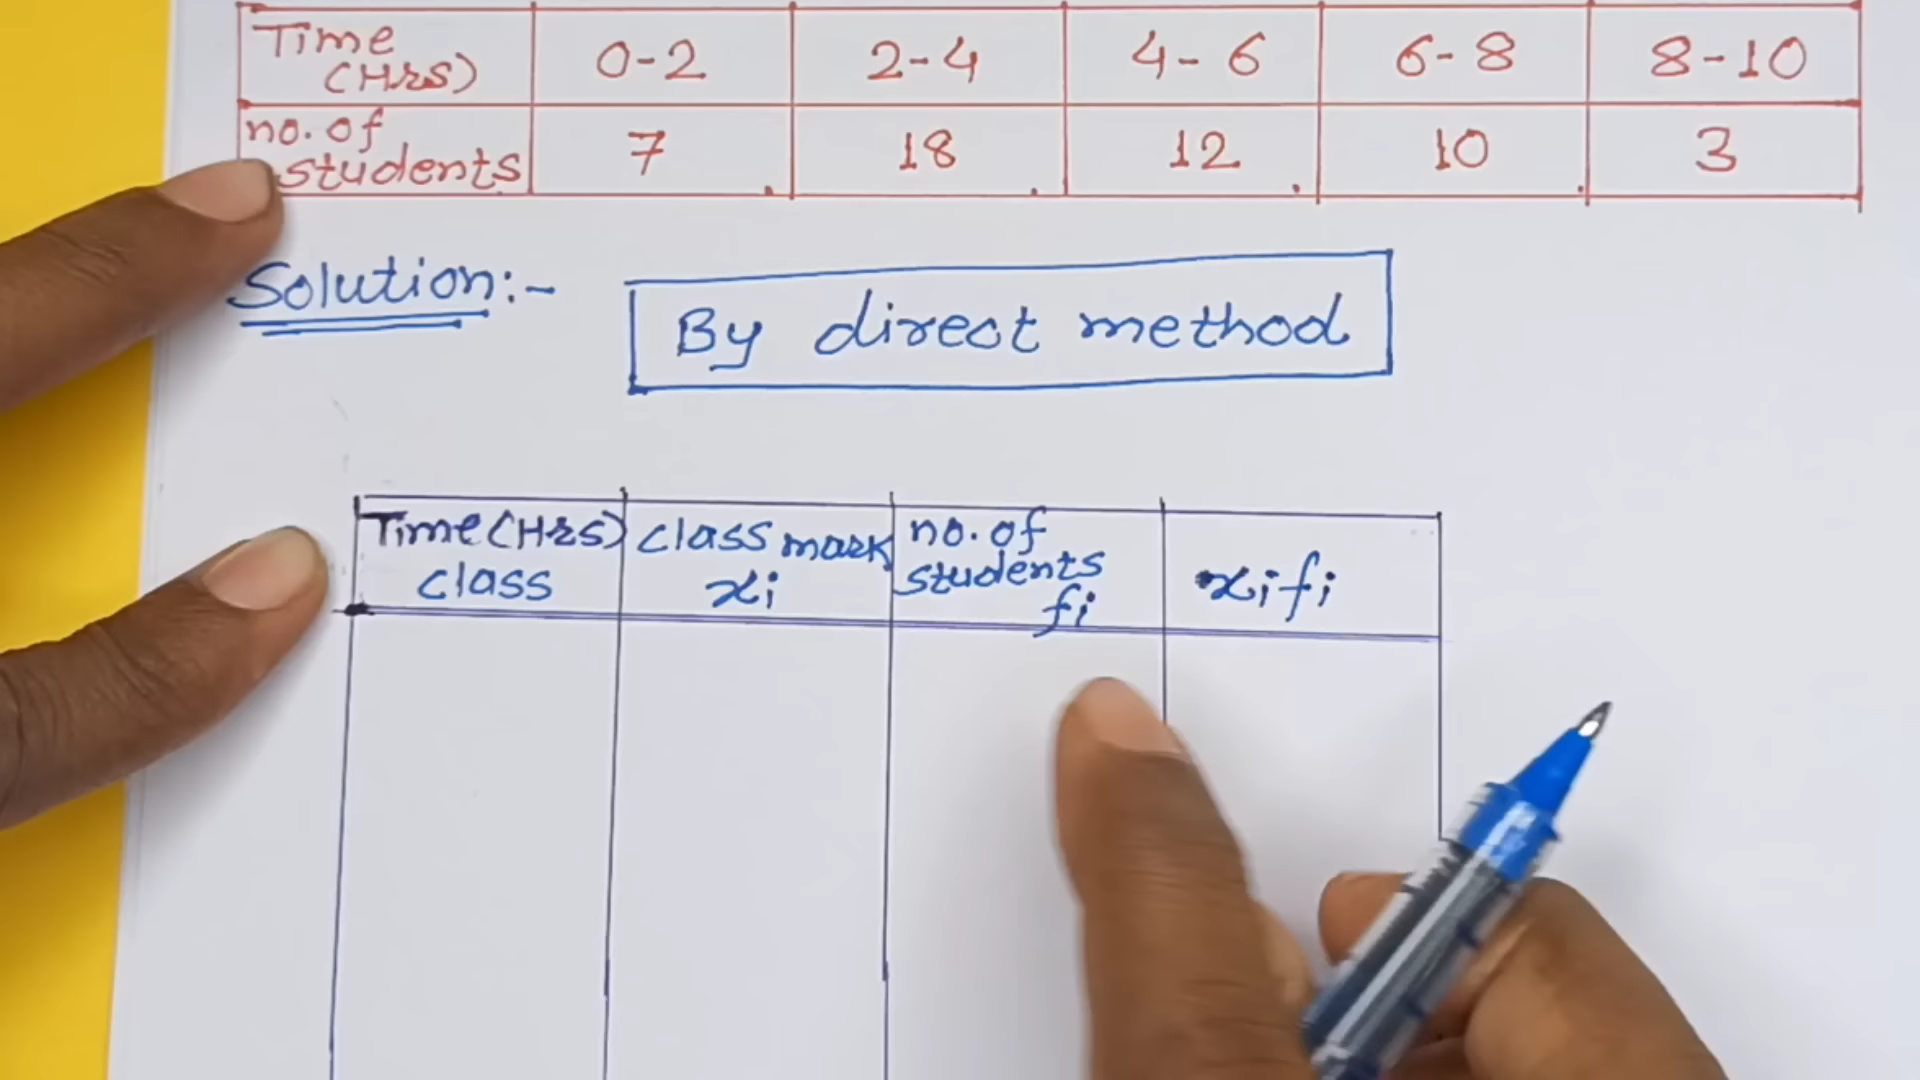 Time (Hrs) 0-2 2-4 4-6 6-8 8-10
no. of students 7 18 12 10 3
Solution:-
By direct method
Time (Hrs) class mark no. of
class xi students
fi xifi